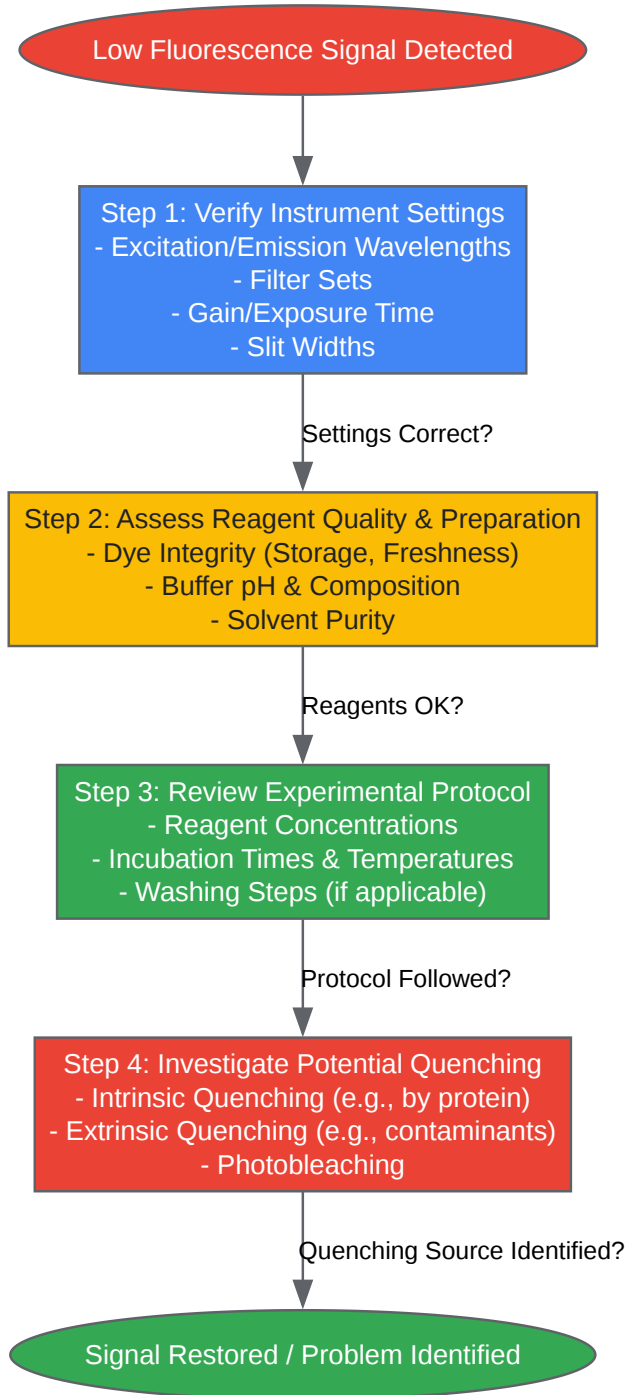 Low Fluorescence Signal Detected
Step 1: Verify Instrument Settings
- Excitation/Emission Wavelengths
- Filter Sets
- Gain/Exposure Time
- Slit Widths
Settings Correct?
Step 2: Assess Reagent Quality & Preparation
- Dye Integrity (Storage, Freshness)
- Buffer pH & Composition
- Solvent Purity
Reagents OK?
Step 3: Review Experimental Protocol
- Reagent Concentrations
- Incubation Times & Temperatures
- Washing Steps (if applicable)
Protocol Followed?
Step 4: Investigate Potential Quenching
- Intrinsic Quenching (e.g., by protein)
- Extrinsic Quenching (e.g., contaminants)
- Photobleaching
Quenching Source Identified?
Signal Restored / Problem Identified